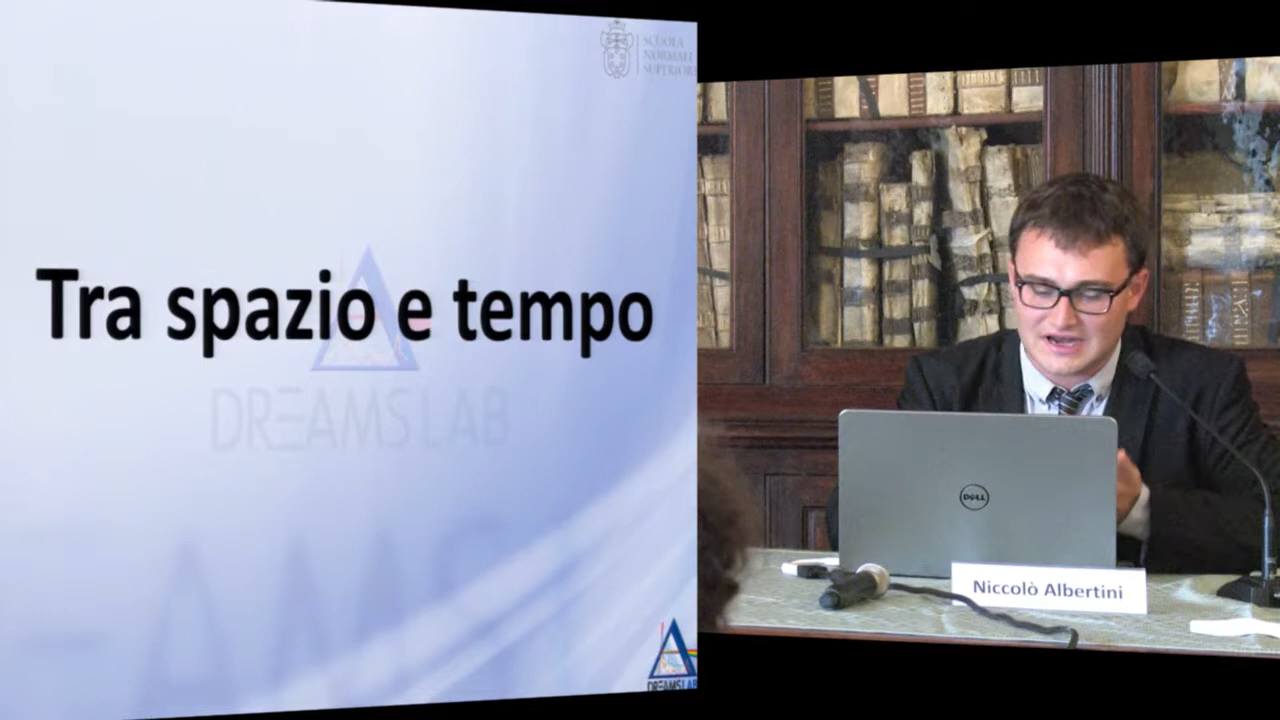 SCUOLA
NORMALE
SUPERIORE
Tra spazio e tempo
DREAMS LAB
DREAMSLAB
DELL
Niccolò Albertini